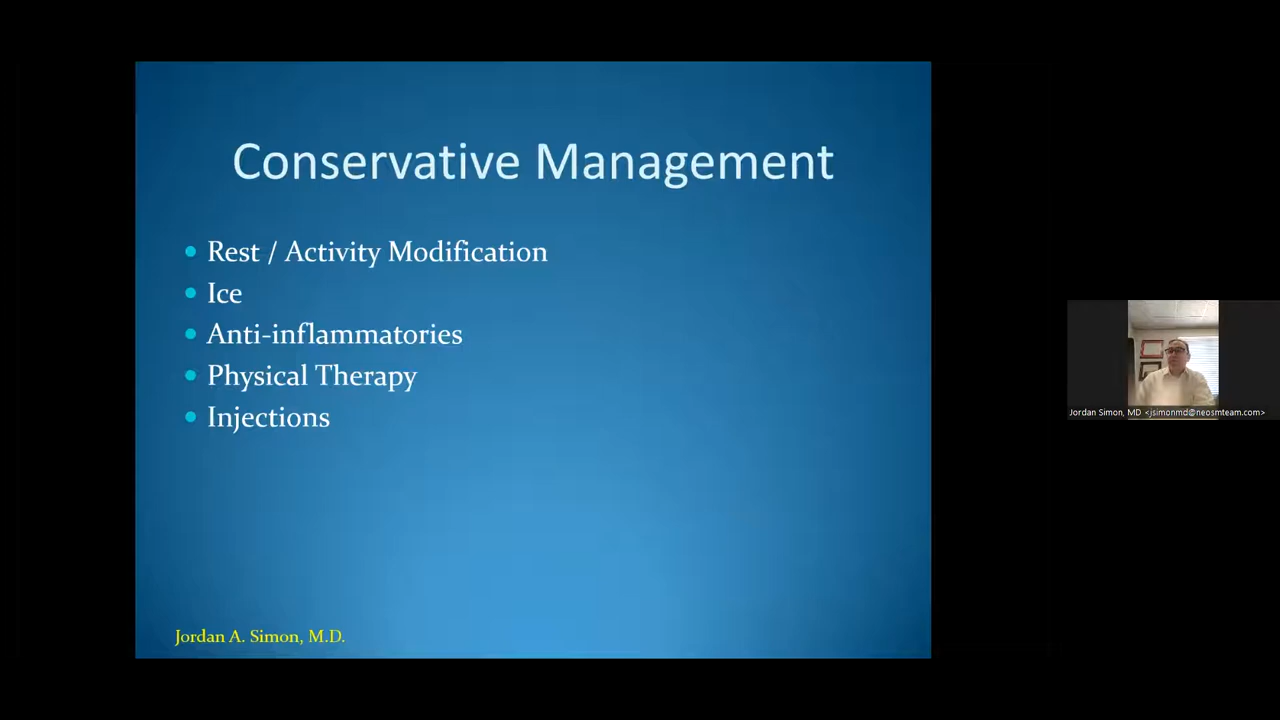 Conservative Management
Rest / Activity Modification
Ice
Anti-inflammatories
Physical Therapy
Injections
Jordan A. Simon, M.D.
Jordan Simon, MD <jsimonmd@neosmteam.com>